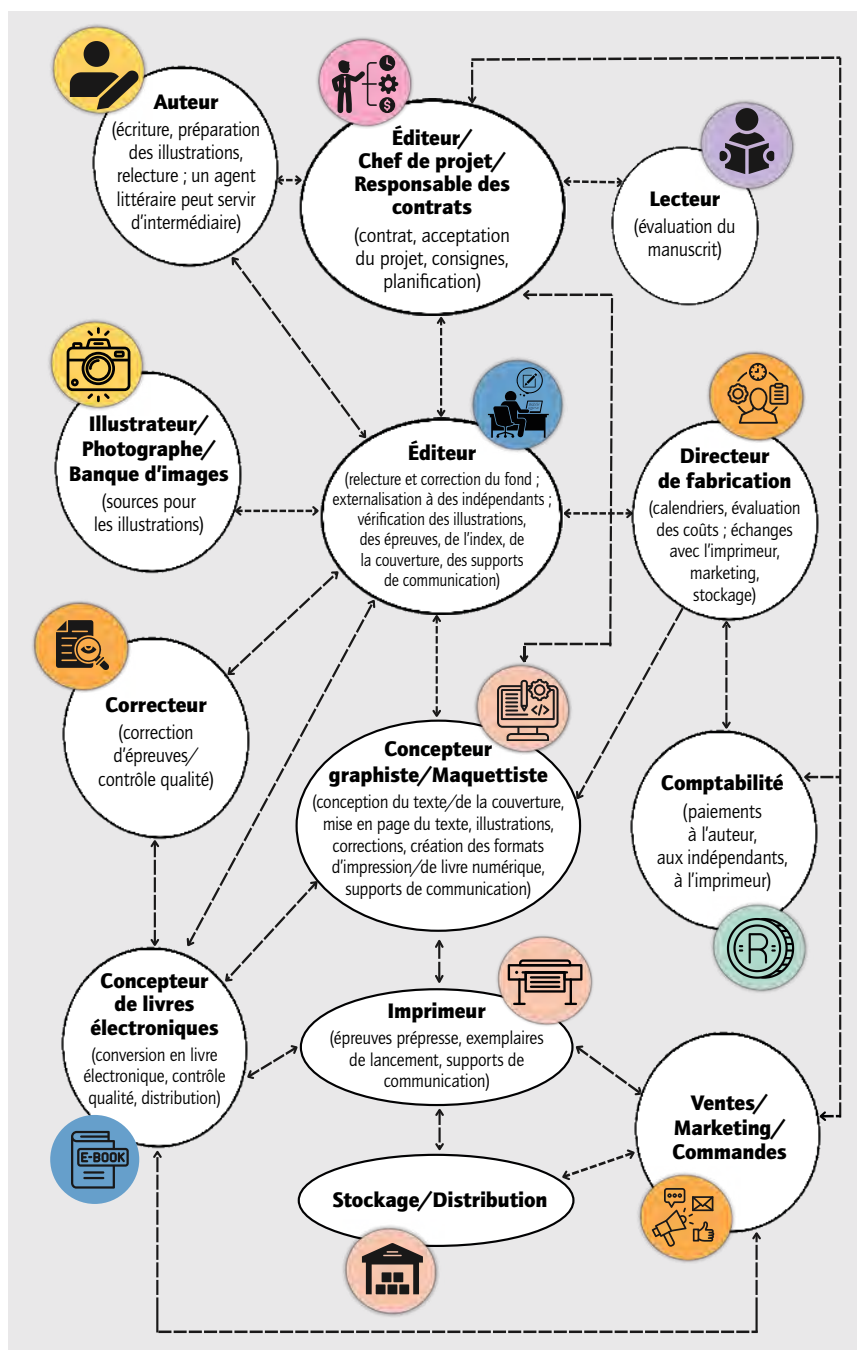 Auteur
(écriture, préparation
des illustrations,
relecture ; un agent
littéraire peut servir
d'intermédiaire)
Éditeur/
Chef de projet/
Responsable des
contrats
(contrat, acceptation
du projet, consignes,
planification)
Lecteur
(évaluation du
manuscrit)
Illustrateur/
Photographe/
Banque d'images
(sources pour
les illustrations)
Éditeur
(relecture et correction du fond ;
externalisation à des indépendants ;
vérification des illustrations,
des épreuves, de l'index, de
la couverture, des supports
de communication)
Directeur
de fabrication
(calendriers, évaluation
des coûts ; échanges
avec l'imprimeur,
marketing,
stockage)
Correcteur
(correction
d'épreuves/
contrôle qualité)
Concepteur
graphiste/Maquettiste
(conception du texte/de la couverture,
mise en page du texte, illustrations,
corrections, création des formats
d'impression/de livre numérique,
supports de communication)
Comptabilité
(paiements
à l'auteur,
aux indépendants,
à l'imprimeur)
R
Concepteur
de livres
électroniques
(conversion en livre
électronique, contrôle
qualité, distribution)
E-BOOK
Imprimeur
(épreuves prépresse, exemplaires
de lancement, supports de
communication)
Ventes/
Marketing/
Commandes
Stockage/Distribution